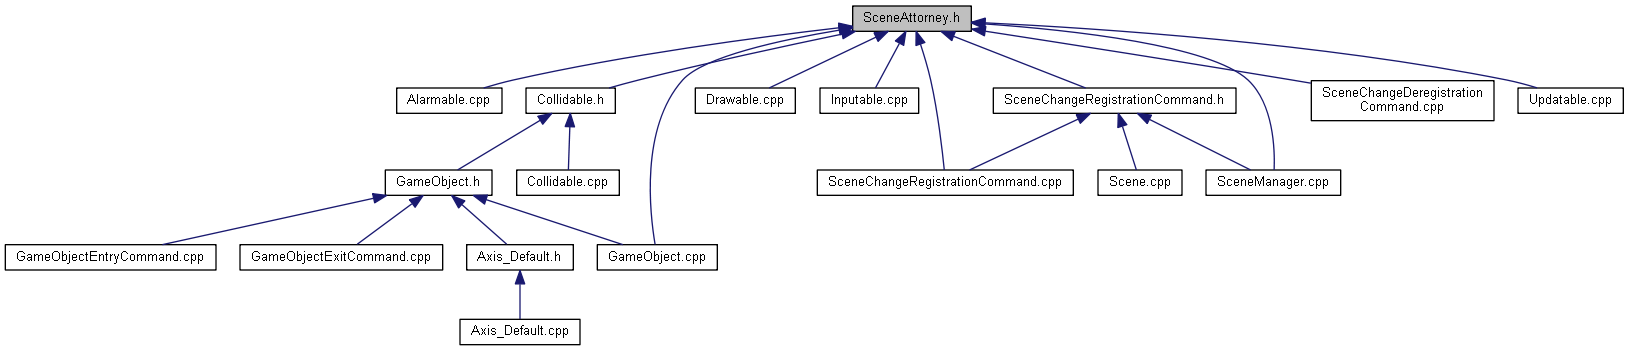 SceneAttorney.h
Alarmable.cpp
Collidable.h
Drawable.cpp
Inputable.cpp
SceneChangeRegistrationCommand.h
SceneChangeDeregistration
Command.cpp
Updatable.cpp
GameObject.h
Collidable.cpp
SceneChangeRegistrationCommand.cpp
Scene.cpp
SceneManager.cpp
GameObjectEntryCommand.cpp
GameObjectExitCommand.cpp
Axis_Default.h
GameObject.cpp
Axis_Default.cpp